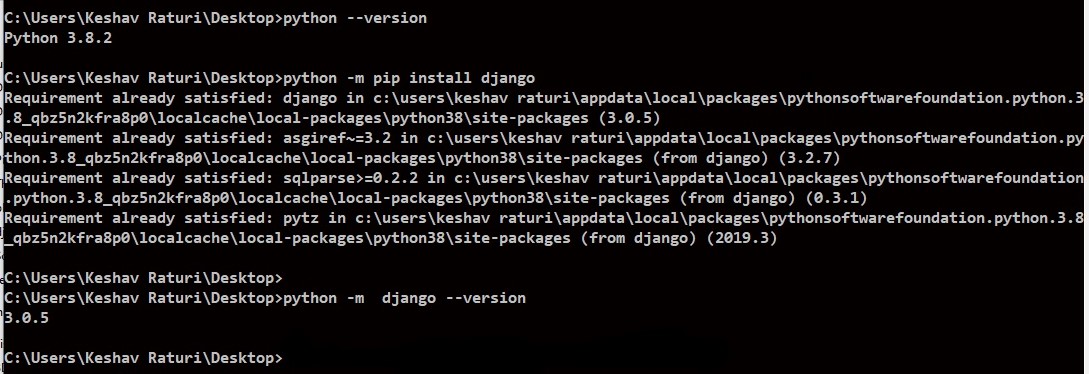 C:\Users\Keshav Raturi\Desktop>python --version
Python 3.8.2
C:\Users\Keshav Raturi\Desktop>python -m pip install django
Requirement already satisfied: django in c:\users\keshav raturi\appdata\local\packages\pythonsoftwarefoundation.python.3
.8_qbz5n2kfra8p0\localcache\local-packages\python38\site-packages (3.0.5)
Requirement already satisfied: asgiref~=3.2 in c:\users\keshav raturi\appdata\local\packages\pythonsoftwarefoundation.py
thon.3.8_qbz5n2kfra8p0\localcache\local-packages\python38\site-packages (from django) (3.2.7)
Requirement already satisfied: sqlparse>=0.2.2 in c:\users\keshav raturi\appdata\local\packages\pythonsoftwarefoundation
.python.3.8_qbz5n2kfra8p0\localcache\local-packages\python38\site-packages (from django) (0.3.1)
Requirement already satisfied: pytz in c:\users\keshav raturi\appdata\local\packages\pythonsoftwarefoundation.python.3.8
_qbz5n2kfra8p0\localcache\local-packages\python38\site-packages (from django) (2019.3)
C:\Users\Keshav Raturi\Desktop>
C:\Users\Keshav Raturi\Desktop>python -m  django --version
3.0.5
C:\Users\Keshav Raturi\Desktop>